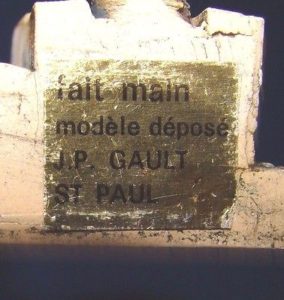 fait main
modèle déposé
J.P. GAULT
ST PAUL